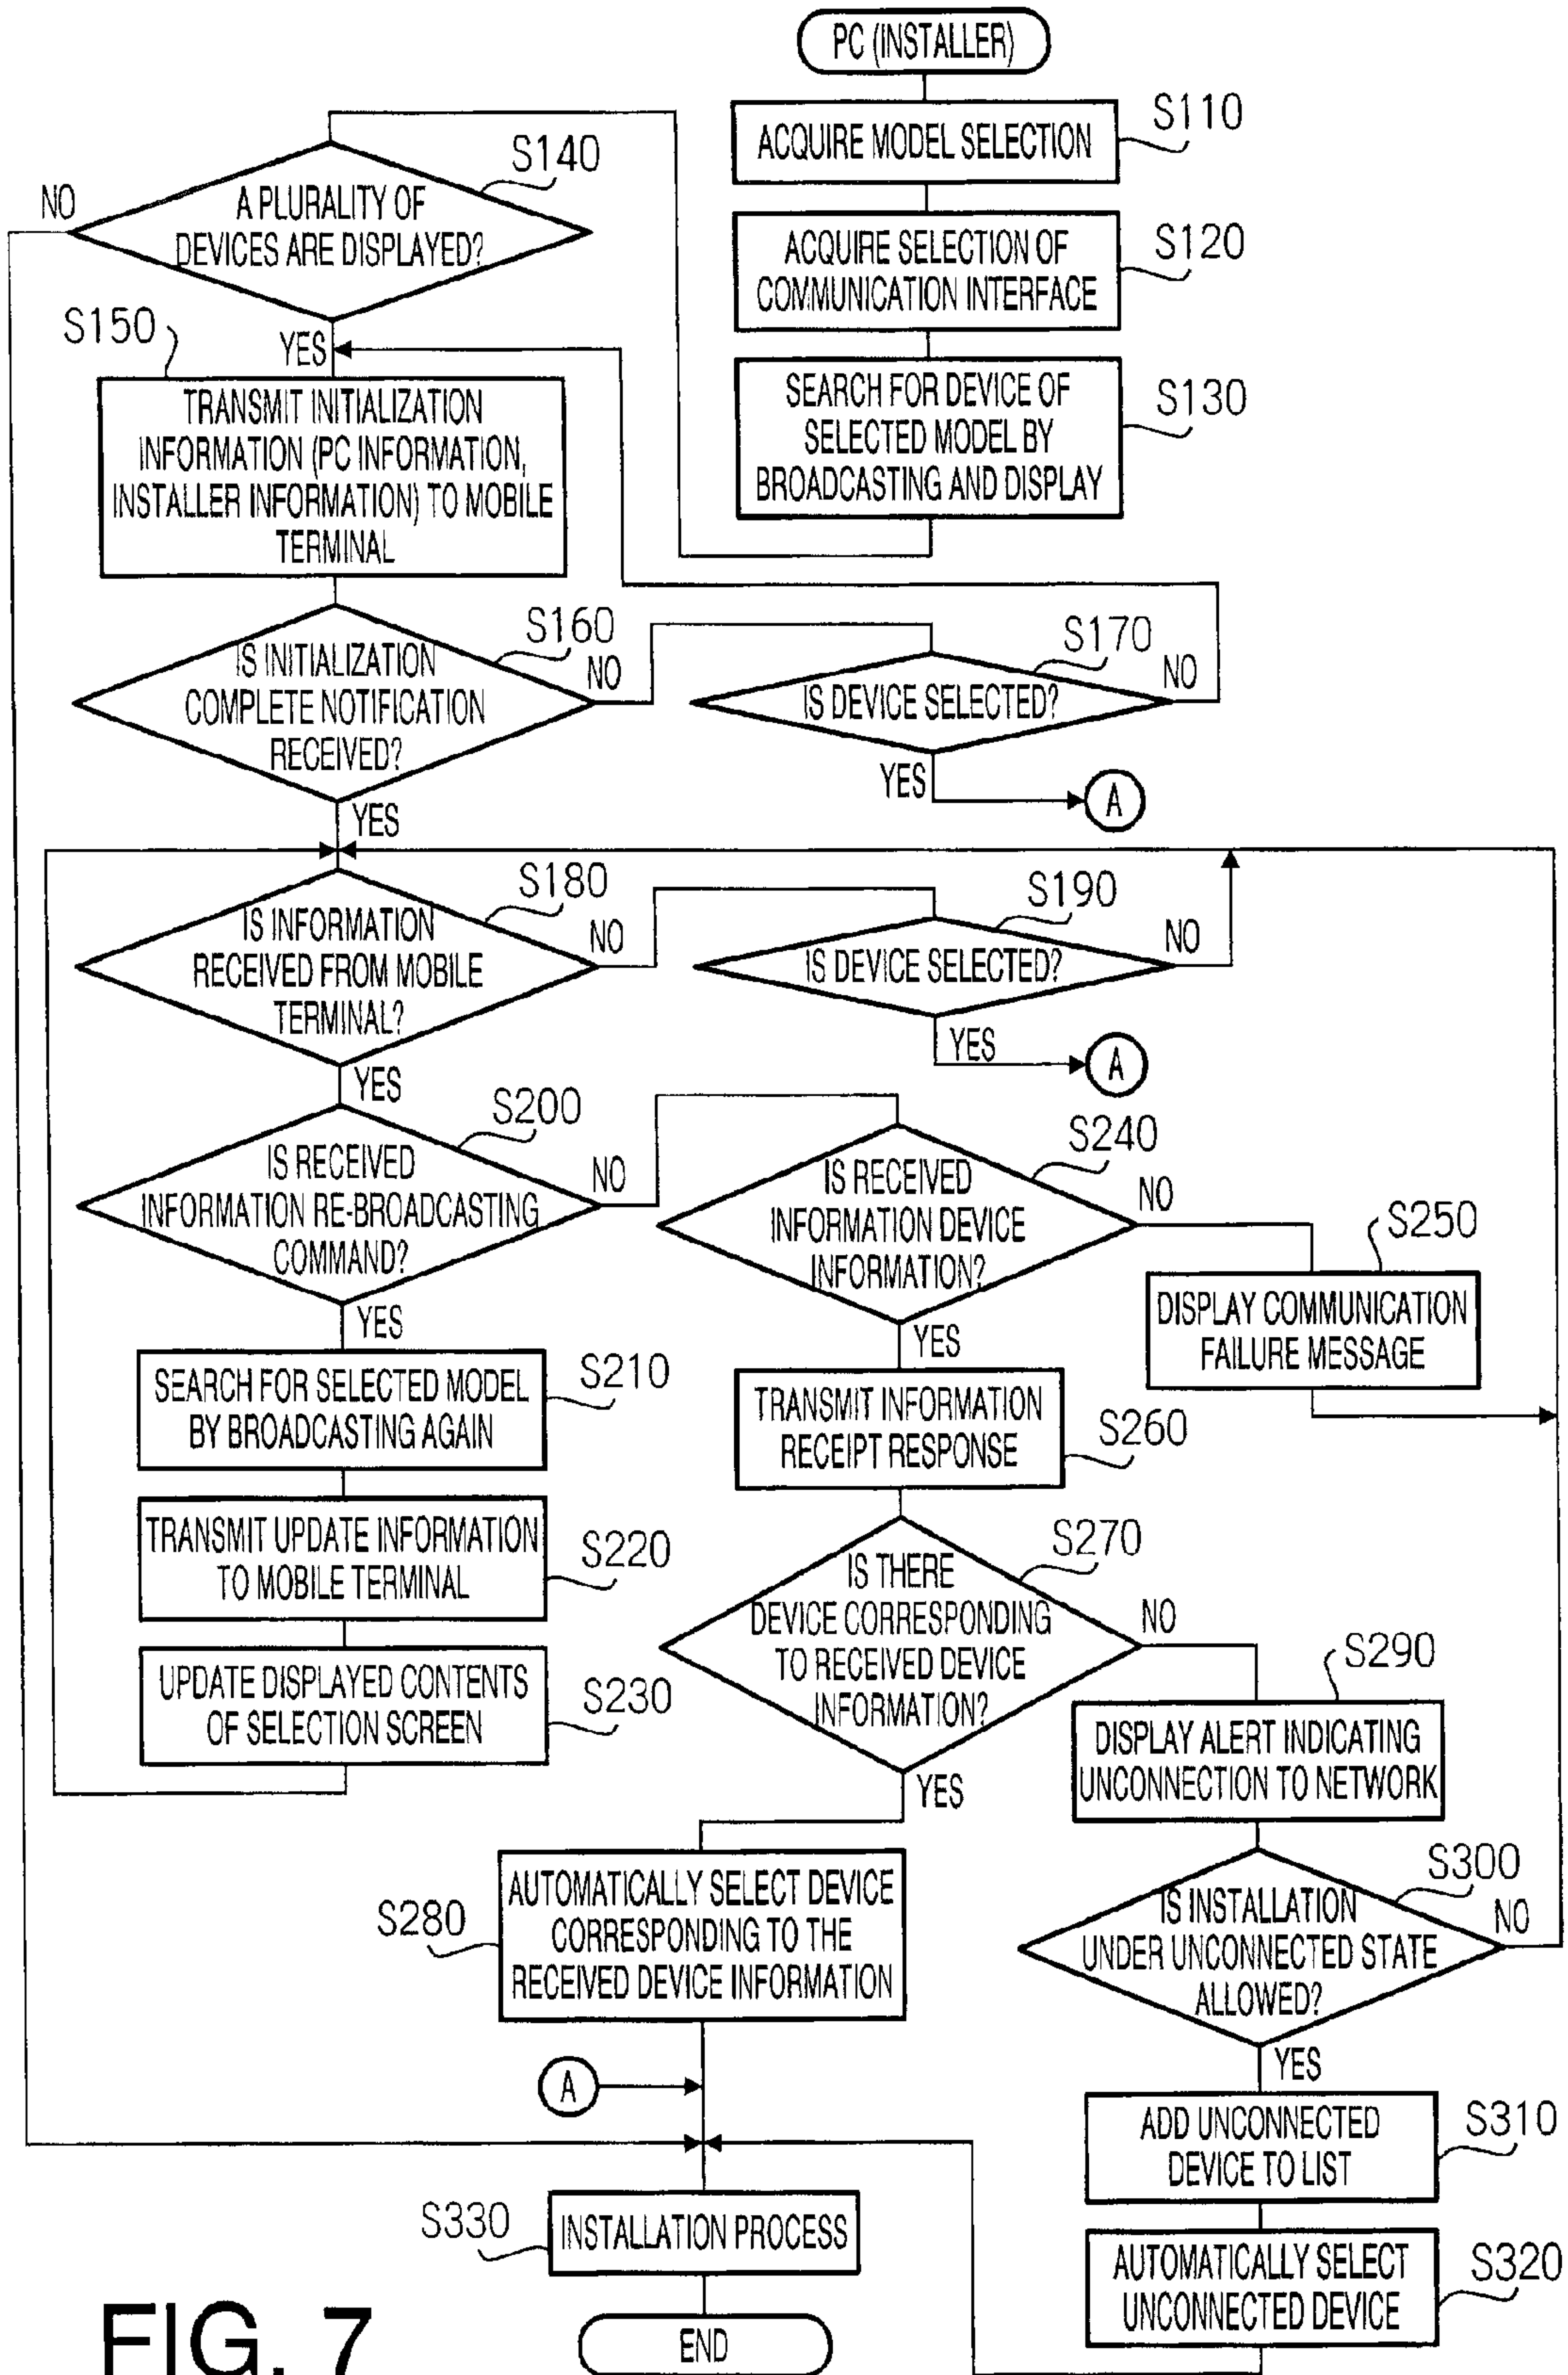 PC (INSTALLER)
ACQUIRE MODEL SELECTION
S110
ACQUIRE SELECTION OF
COMMUNICATION INTERFACE
S120
SEARCH FOR DEVICE OF
SELECTED MODEL BY
BROADCASTING AND DISPLAY
S130
S140
A PLURALITY OF
DEVICES ARE DISPLAYED?
NO
YES
S150
TRANSMIT INITIALIZATION
INFORMATION (PC INFORMATION,
INSTALLER INFORMATION) TO MOBILE
TERMINAL
S160
IS INITIALIZATION
COMPLETE NOTIFICATION
RECEIVED?
NO
YES
S170
IS DEVICE SELECTED?
NO
YES
A
S180
IS INFORMATION
RECEIVED FROM MOBILE
TERMINAL?
NO
YES
S190
IS DEVICE SELECTED?
NO
YES
A
S200
IS RECEIVED
INFORMATION RE-BROADCASTING
COMMAND?
NO
YES
S210
SEARCH FOR SELECTED MODEL
BY BROADCASTING AGAIN
S220
TRANSMIT UPDATE INFORMATION
TO MOBILE TERMINAL
S230
UPDATE DISPLAYED CONTENTS
OF SELECTION SCREEN
S240
IS RECEIVED
INFORMATION DEVICE
INFORMATION?
NO
YES
S250
DISPLAY COMMUNICATION
FAILURE MESSAGE
TRANSMIT INFORMATION
RECEIPT RESPONSE
S260
S270
IS THERE
DEVICE CORRESPONDING
TO RECEIVED DEVICE
INFORMATION?
NO
YES
S280
AUTOMATICALLY SELECT DEVICE
CORRESPONDING TO THE
RECEIVED DEVICE INFORMATION
S290
DISPLAY ALERT INDICATING
UNCONNECTION TO NETWORK
S300
IS INSTALLATION
UNDER UNCONNECTED STATE
ALLOWED?
NO
YES
ADD UNCONNECTED
DEVICE TO LIST
S310
AUTOMATICALLY SELECT
UNCONNECTED DEVICE
S320
A
S330
INSTALLATION PROCESS
END
FIG. 7